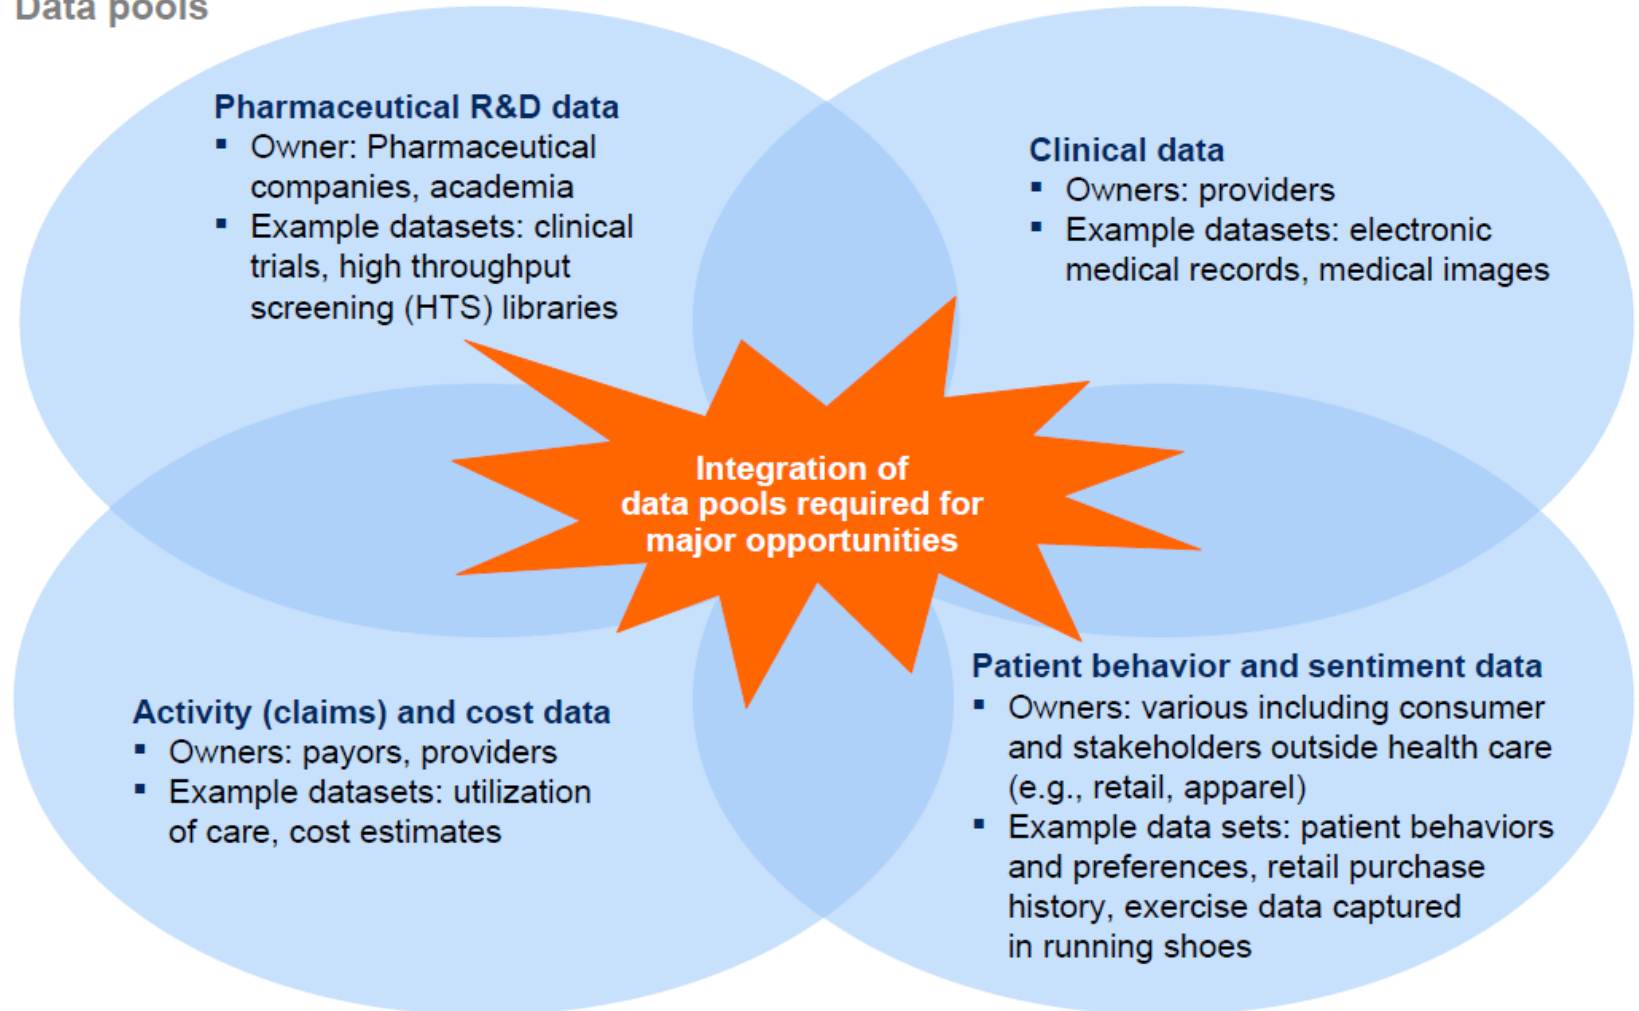 Data pools
Pharmaceutical R&D data
▪ Owner: Pharmaceutical
companies, academia
▪ Example datasets: clinical
trials, high throughput
screening (HTS) libraries
Clinical data
▪ Owners: providers
▪ Example datasets: electronic
medical records, medical images
Integration of
data pools required for
major opportunities
Activity (claims) and cost data
▪ Owners: payors, providers
▪ Example datasets: utilization
of care, cost estimates
Patient behavior and sentiment data
▪ Owners: various including consumer
and stakeholders outside health care
(e.g., retail, apparel)
▪ Example data sets: patient behaviors
and preferences, retail purchase
history, exercise data captured
in running shoes